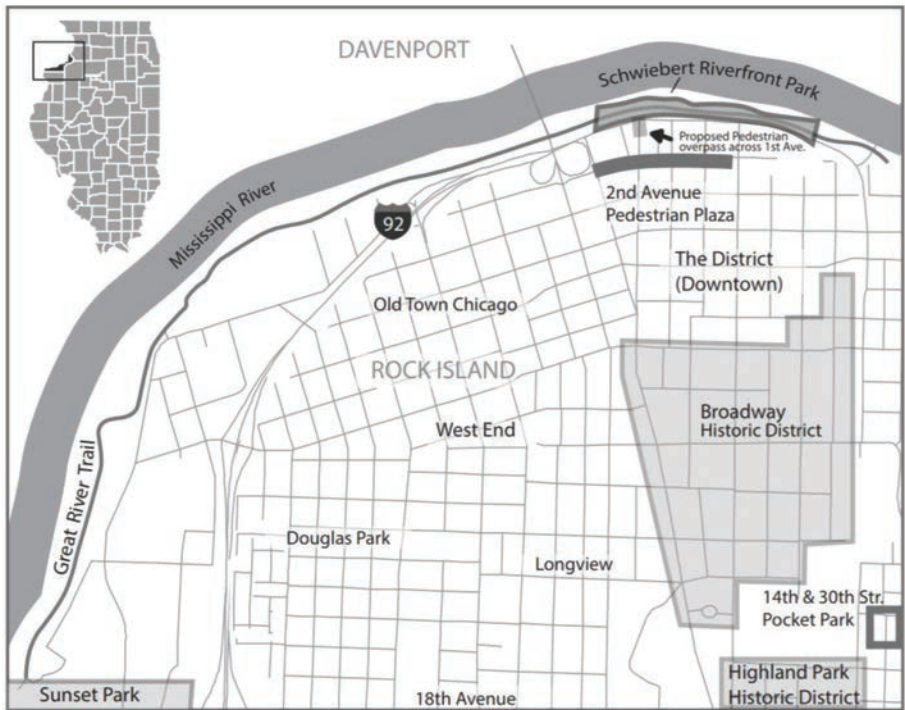 DAVENPORT
Schwiebert Riverfront Park
Proposed Pedestrian
overpass across 1st Ave.
Mississippi River
2nd Avenue
Pedestrian Plaza
92
The District
(Downtown)
Old Town Chicago
ROCK ISLAND
Broadway
Historic District
West End
Great River Trail
Douglas Park
Longview
14th & 30th Str.
Pocket Park
Highland Park
Historic District
Sunset Park
18th Avenue